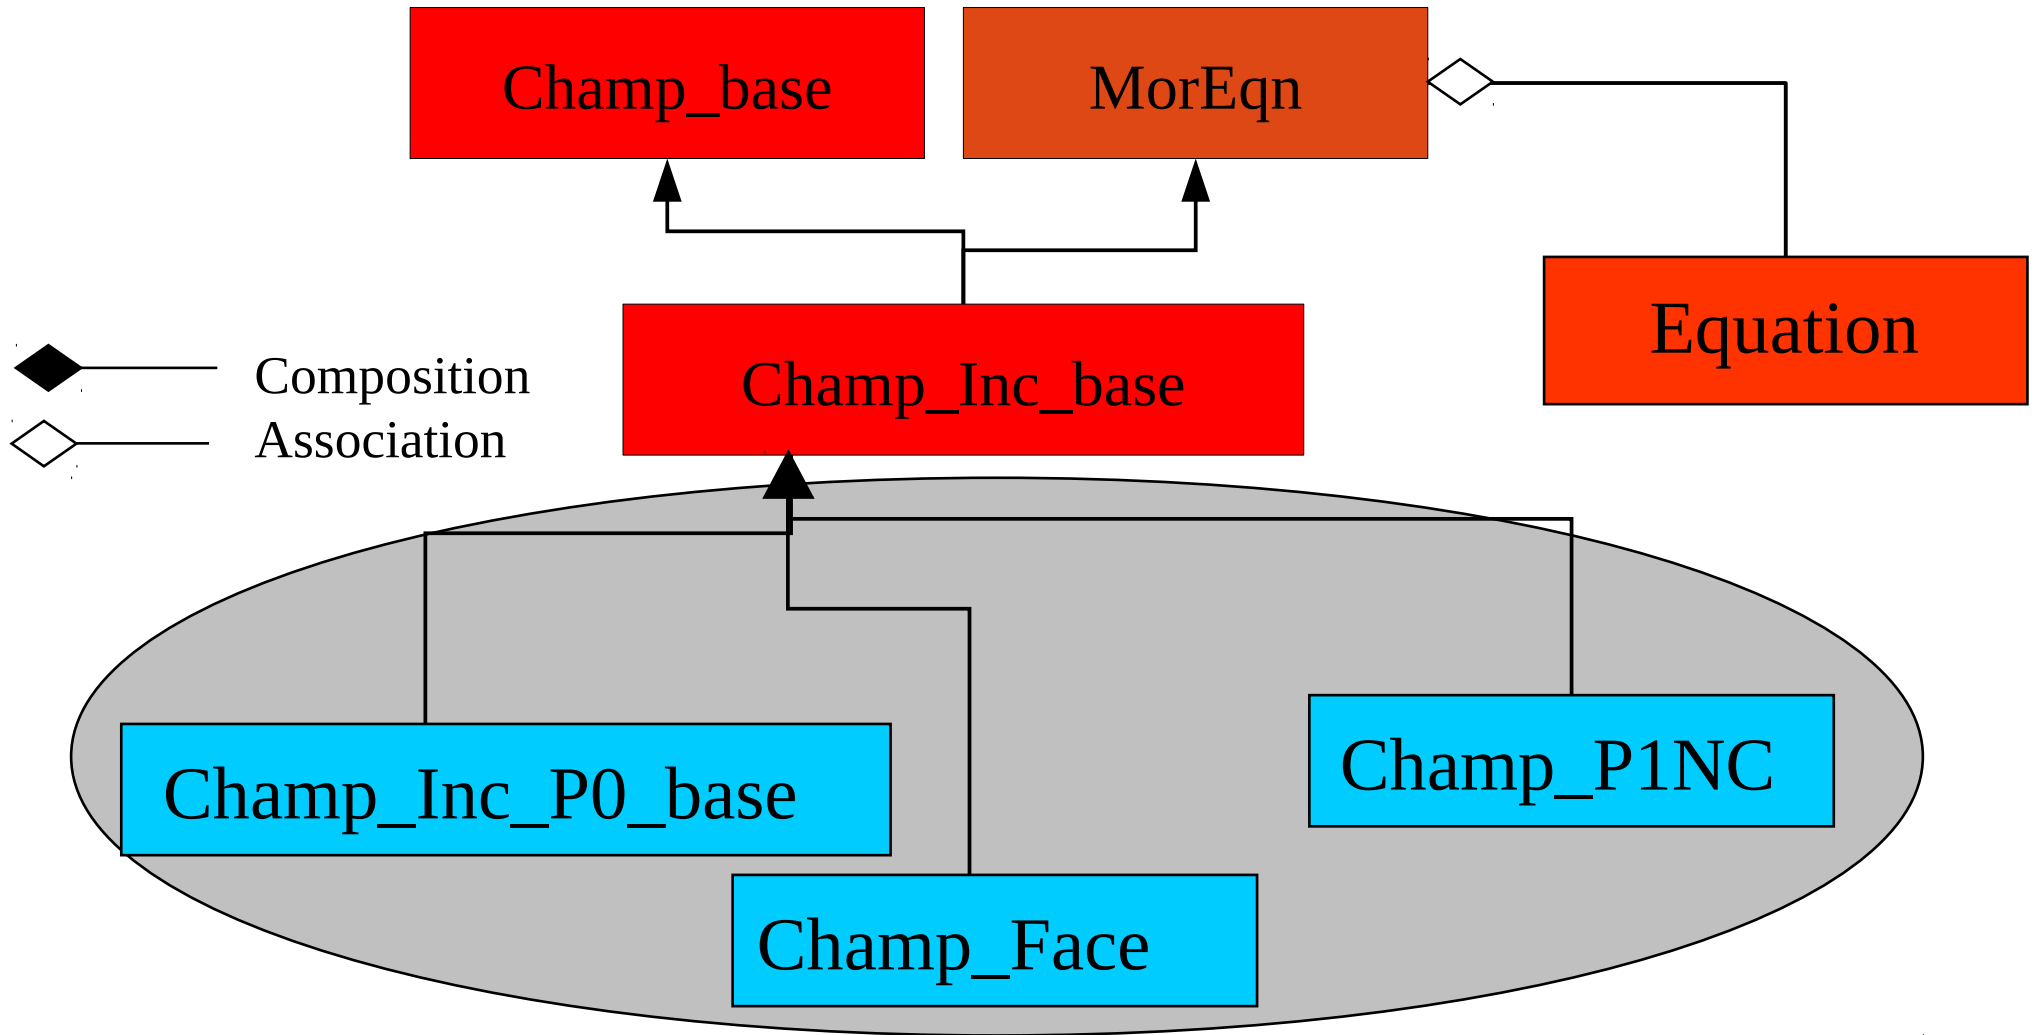 Champ_base
MorEqn
Equation
Composition
Champ_Inc_base
Association
Champ_P1NC
Champ_Inc_P0_base
Champ_Face